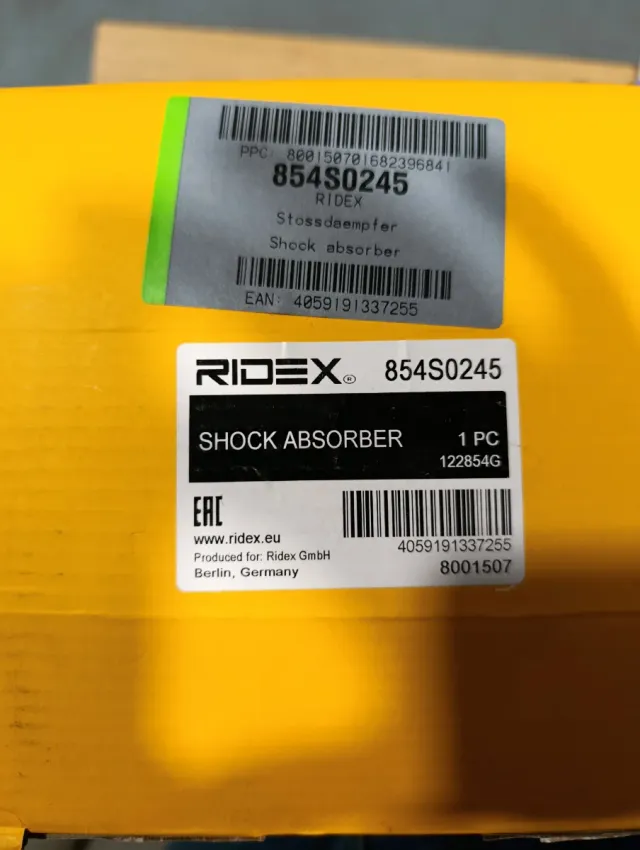 PPC: 800150701682396841
854S0245
RIDEX
Stossdaempfer
Shock absorber
EAN: 4059191337255
RIDEX® 854S0245
SHOCK ABSORBER 1 PC
122854G
EAC
www.ridex.eu
Produced for: Ridex GmbH
Berlin, Germany
4059191337255
8001507